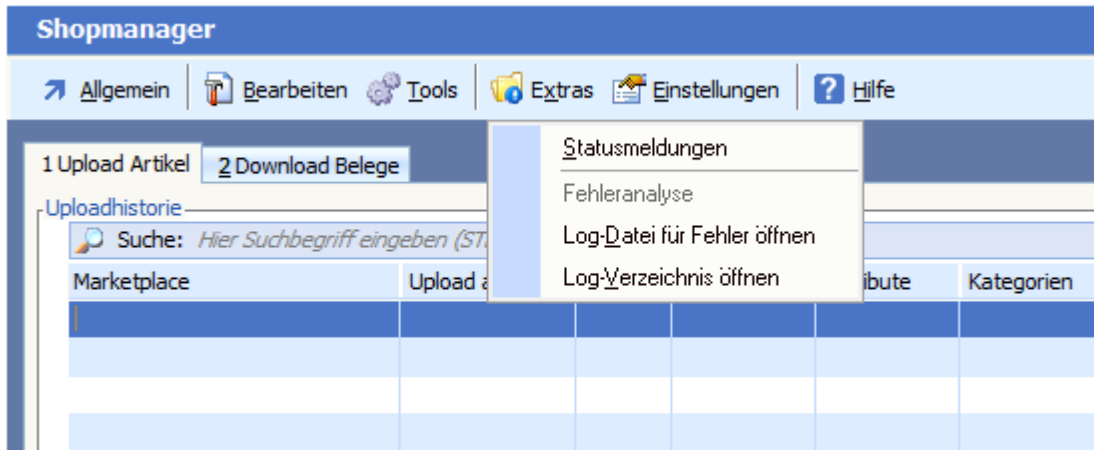 Shopmanager
Allgemein Bearbeiten Tools Extras Einstellungen ? Hilfe
Statusmeldungen
Fehleranalyse
Log-Datei für Fehler öffnen
Log-Verzeichnis öffnen
1 Upload Artikel 2 Download Belege
Uploadhistorie
Suche: Hier Suchbegriff eingeben
Marketplace Upload Kategorien